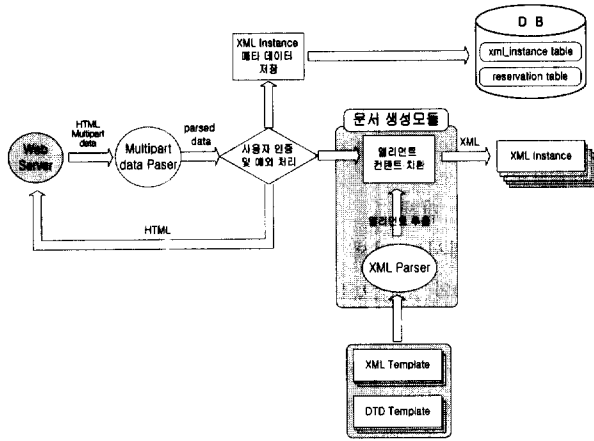 XML Instance
메타 데이터
저장
D B
xml_instance table
reservation table
HTML
Multipart
data
parsed
data
Web
Server
Multipart
data Paser
사용자 인증
및 예외 처리
문서 생성모듈
엘리먼트
컨텐트 치환
XML
XML Instance
HTML
엘리먼트 추출
XML Parser
XML Template
DTD Template